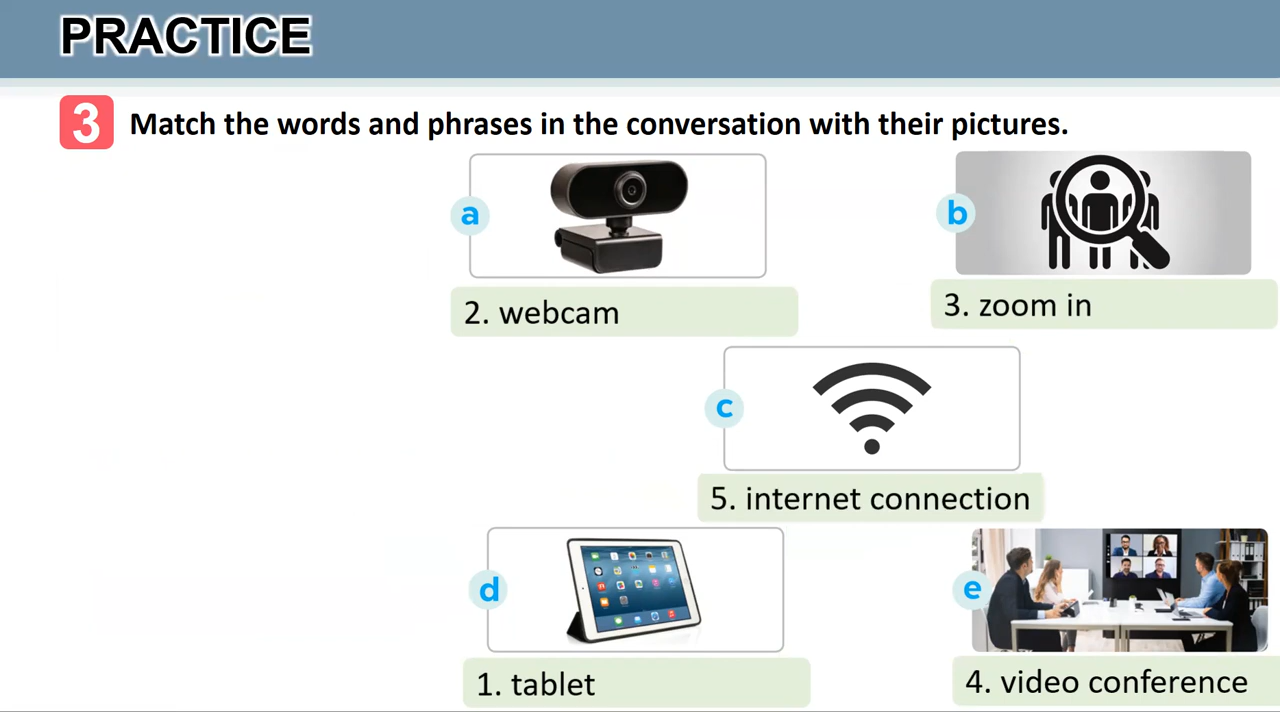 PRACTICE
3 Match the words and phrases in the conversation with their pictures.
a
2. webcam
b
3. zoom in
c
5. internet connection
d
1. tablet
e
4. video conference